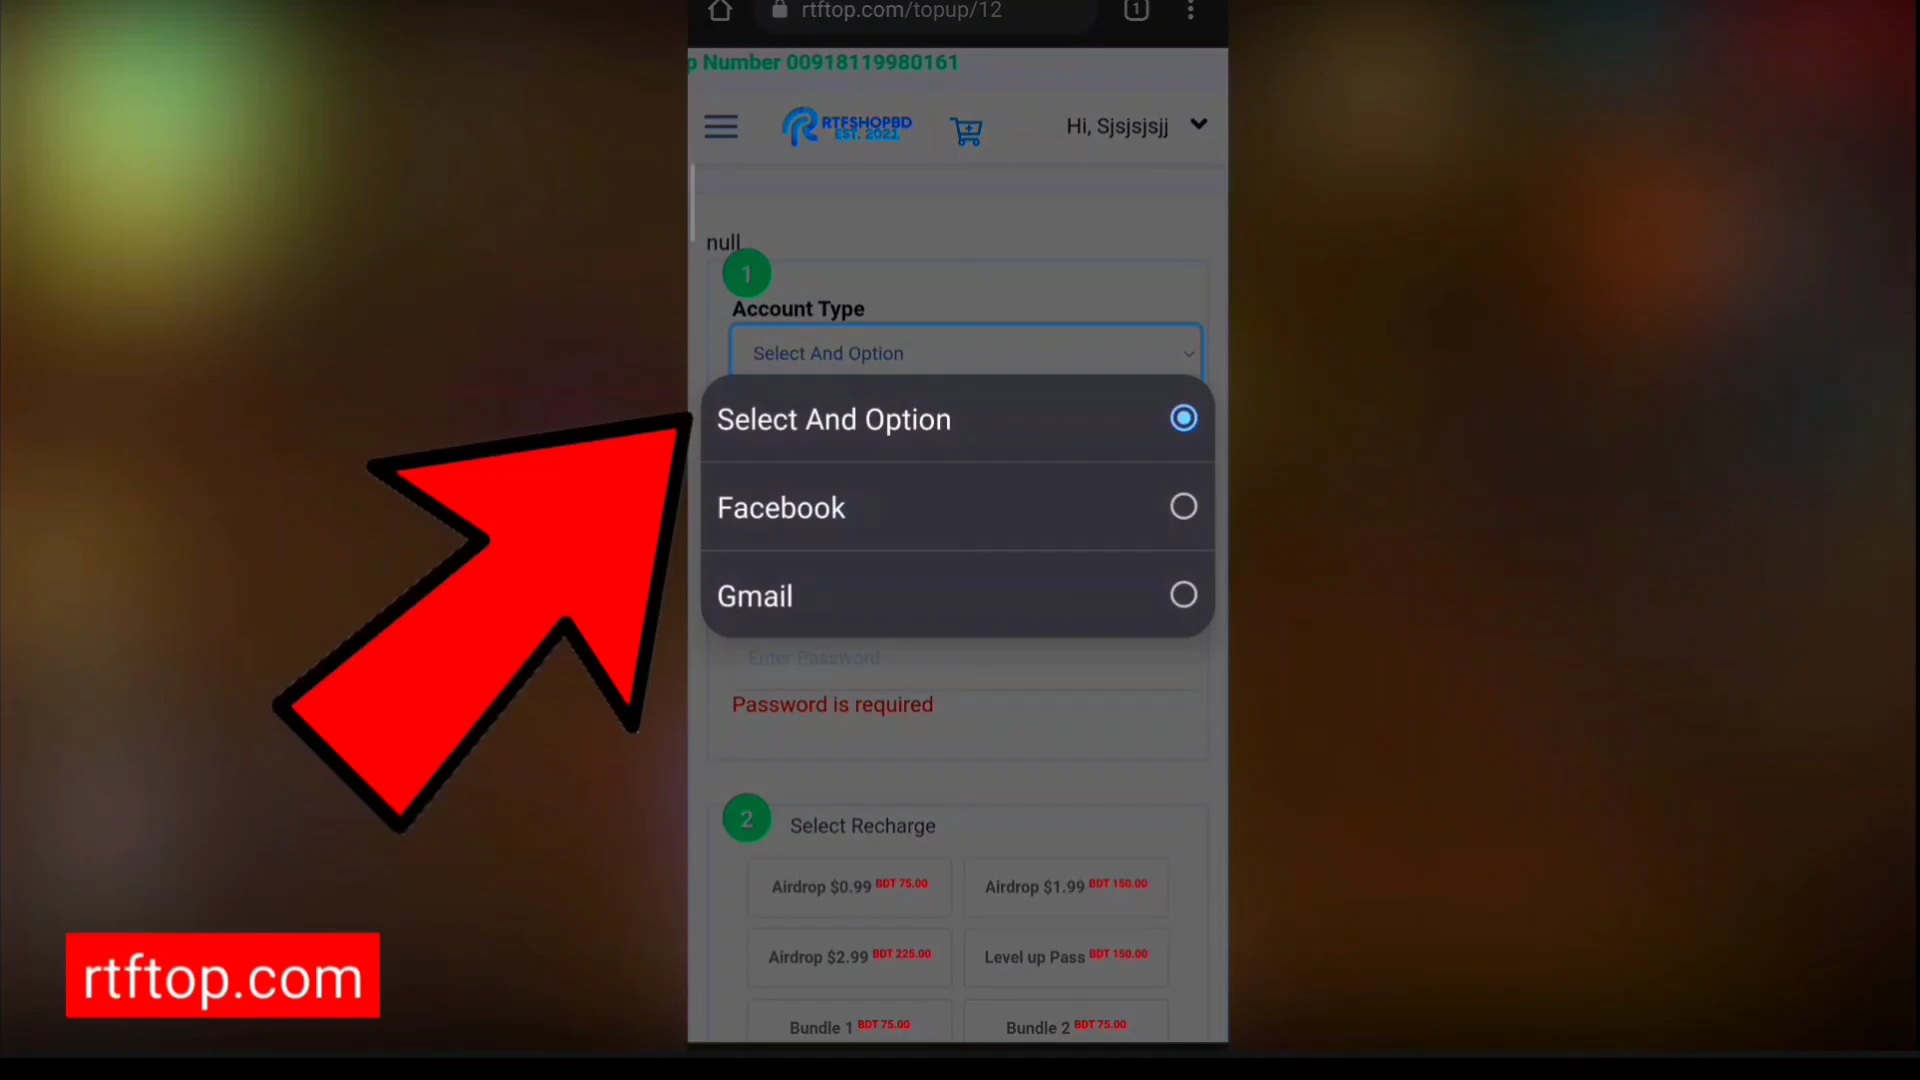 rtftop.com/topup/12
1
p Number 00918119980161
RTFSHOPBD
EST. 2021
Hi, Sjsjsjsjj
null
1
Account Type
Select And Option
Select And Option
Facebook
Gmail
Enter Password
Password is required
2
Select Recharge
Airdrop $0.99 BDT 75.00
Airdrop $1.99 BDT 150.00
Airdrop $2.99 BDT 225.00
Level up Pass BDT 150.00
Bundle 1 BDT 75.00
Bundle 2 BDT 75.00
rtftop.com